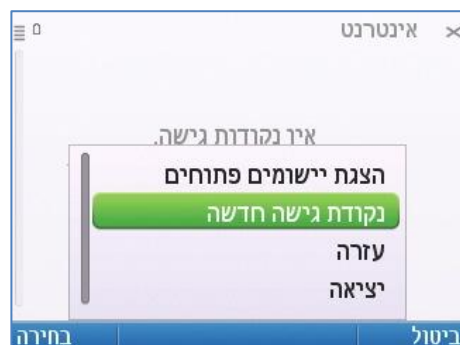 אינטרנט
אין נקודות גישה.
הצגת יישומים פתוחים
נקודת גישה חדשה
עזרה
יציאה
ביטול בחירה